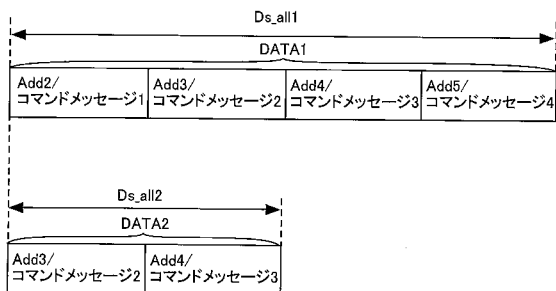 Ds_all1
DATA1
Add2/
コマンドメッセージ1
Add3/
コマンドメッセージ2
Add4/
コマンドメッセージ3
Add5/
コマンドメッセージ4
Ds_all2
DATA2
Add3/
コマンドメッセージ2
Add4/
コマンドメッセージ3